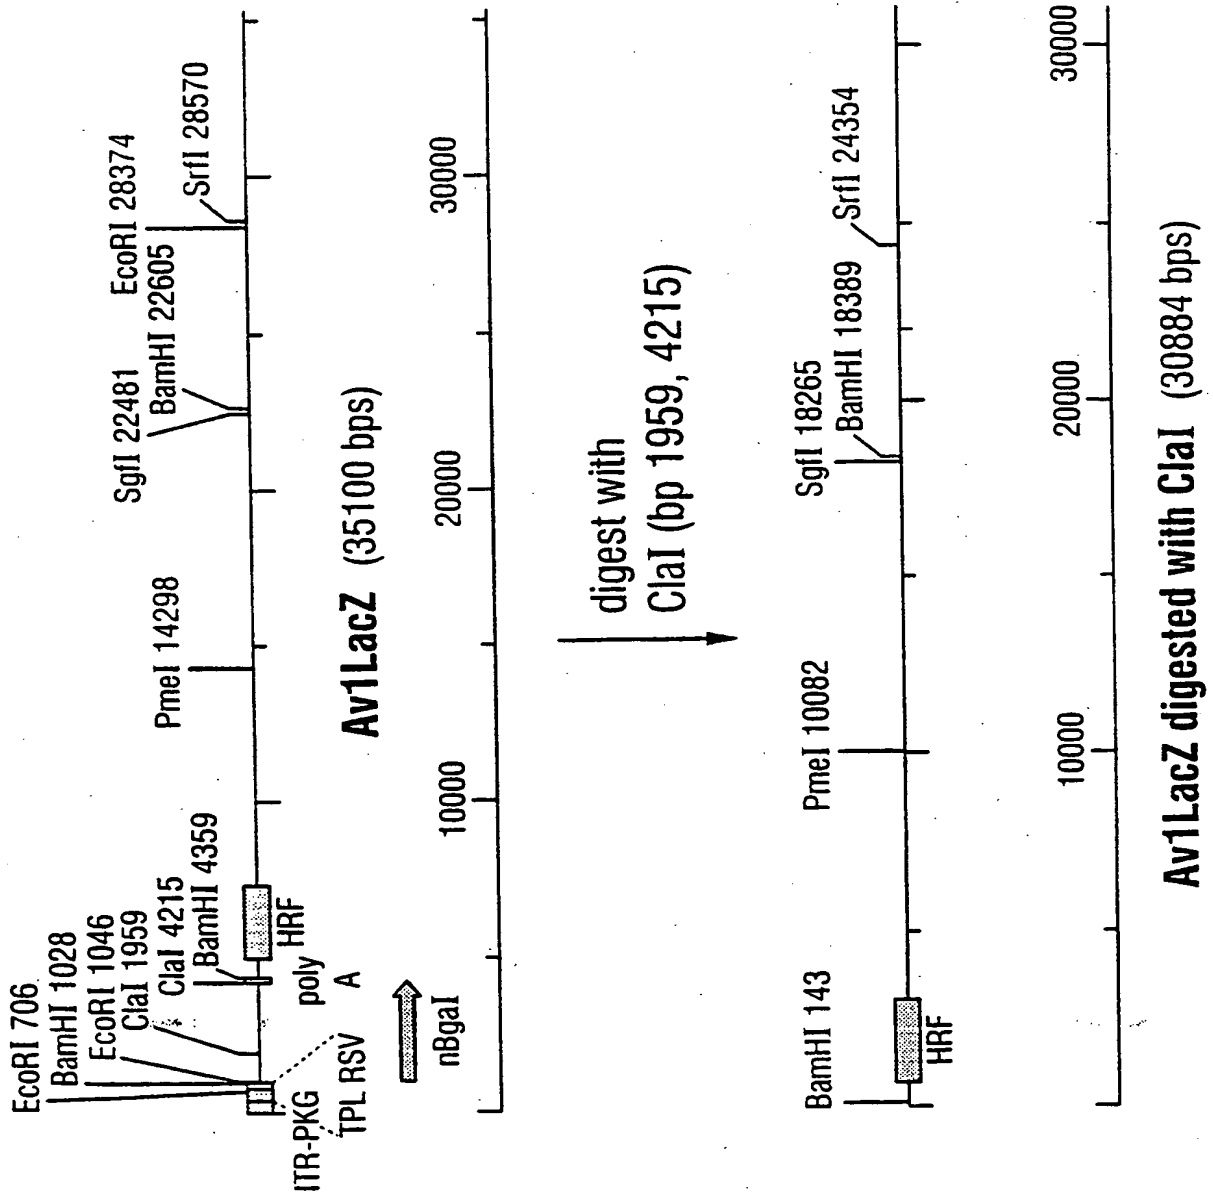 EcoRI 706
BamHI 1028
EcoRI 1046
ClaI 1959
ClaI 4215
BamHI 4359
PmeI 14298
SgfI 22481
BamHI 22605
EcoRI 28374
SrfI 28570
ITR-PKG
TPL RSV
poly
A
HRF
nBgaI
Av1LacZ (35100 bps)
10000
20000
30000
digest with
ClaI (bp 1959, 4215)
BamHI 143
PmeI 10082
SgfI 18265
BamHI 18389
SrfI 24354
HRF
10000
20000
30000
Av1LacZ digested with ClaI (30884 bps)